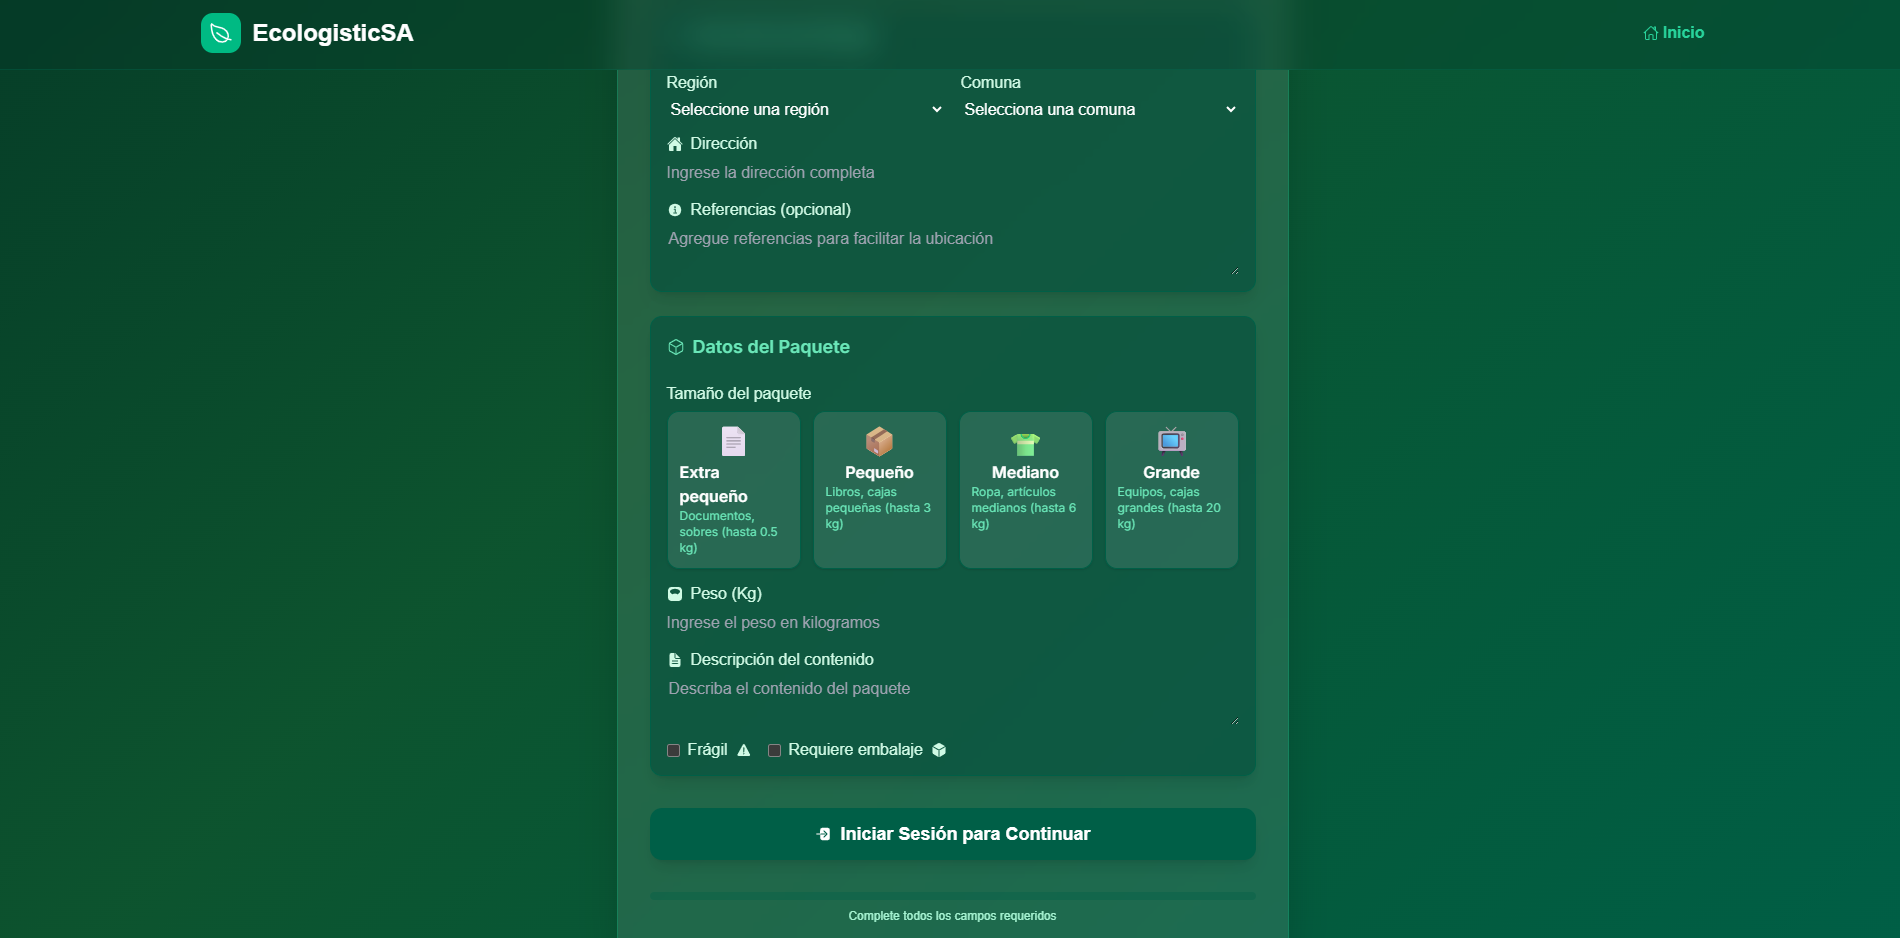 EcologisticSA
Inicio
Región
Comuna
Seleccione una región
Selecciona una comuna
Dirección
Ingrese la dirección completa
Referencias (opcional)
Agregue referencias para facilitar la ubicación
Datos del Paquete
Tamaño del paquete
Extra
pequeño
Documentos,
sobres (hasta 0.5
kg)
Pequeño
Libros, cajas
pequeñas (hasta 3
kg)
Mediano
Ropa, artículos
medianos (hasta 6
kg)
Grande
Equipos, cajas
grandes (hasta 20
kg)
Peso (Kg)
Ingrese el peso en kilogramos
Descripción del contenido
Describa el contenido del paquete
Frágil
Requiere embalaje
Iniciar Sesión para Continuar
Complete todos los campos requeridos